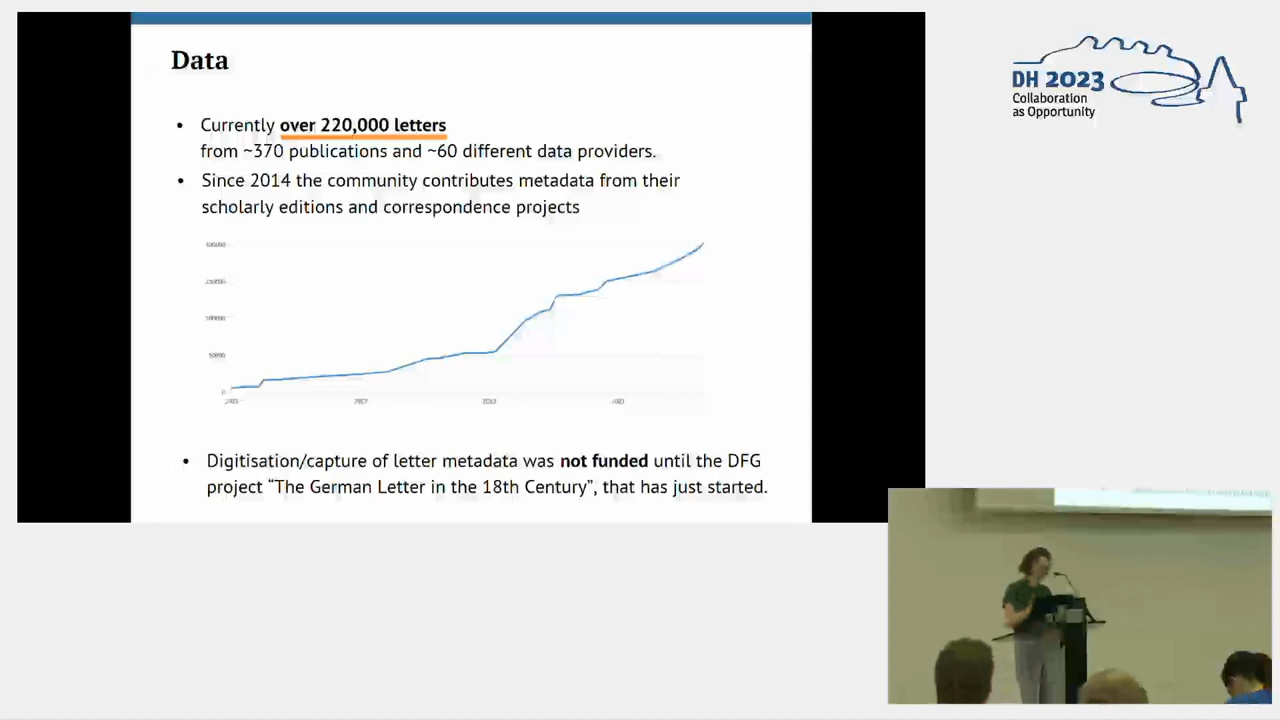 Data
• Currently over 220,000 letters
from ~370 publications and ~60 different data providers.
• Since 2014 the community contributes metadata from their
scholarly editions and correspondence projects
50000
0
• Digitisation/capture of letter metadata was not funded until the DFG
project “The German Letter in the 18th Century”, that has just started.
DH 2023
Collaboration
as Opportunity